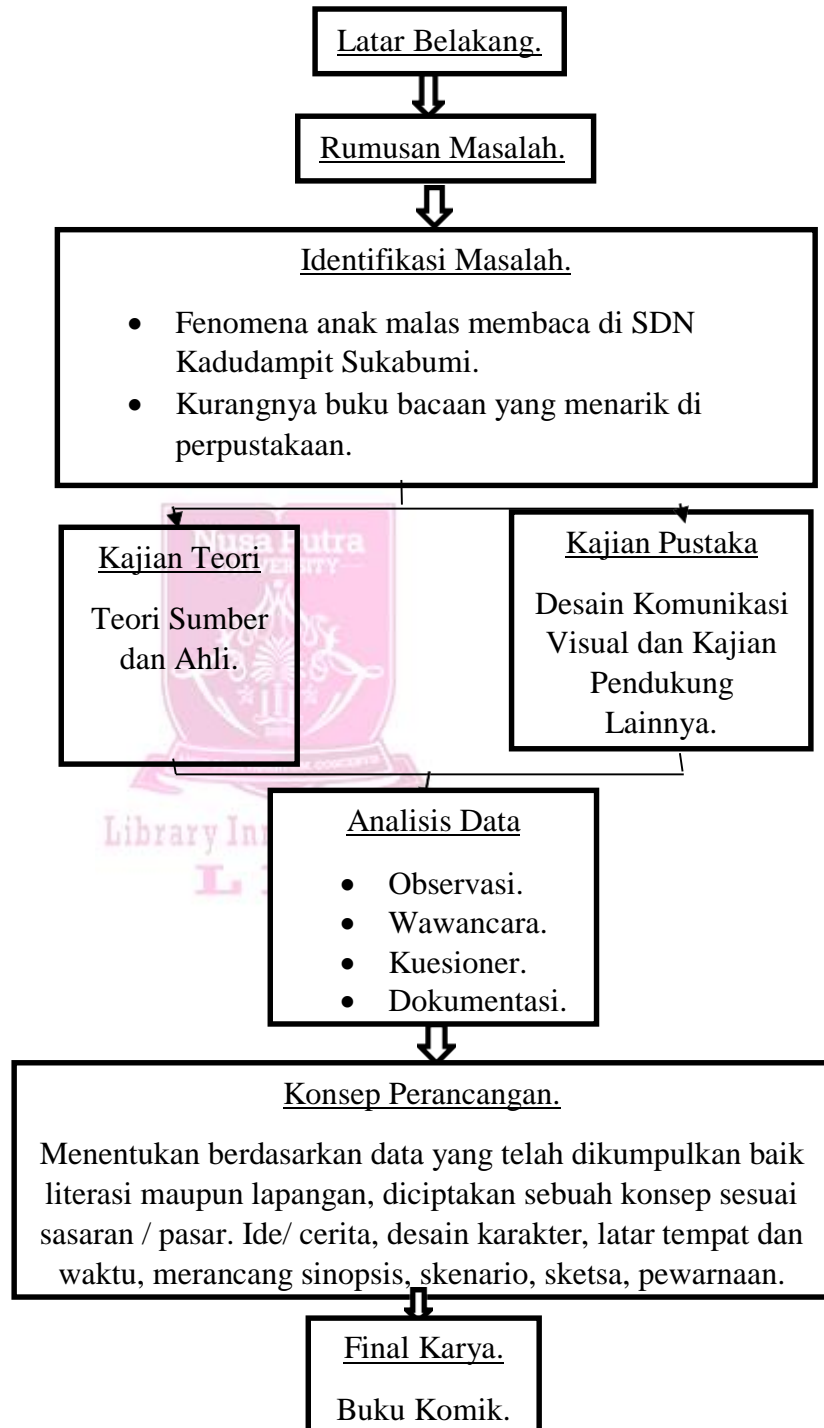 Latar Belakang.
Rumusan Masalah.
Identifikasi Masalah.
• Fenomena anak malas membaca di SDN
Kadudampit Sukabumi.
• Kurangnya buku bacaan yang menarik di
perpustakaan.
Nusa Putra
Kajian Teori
Teori Sumber
dan Ahli.
Kajian Pustaka
Desain Komunikasi
Visual dan Kajian
Pendukung
Lainnya.
Library
Analisis Data
• Observasi.
• Wawancara.
• Kuesioner.
• Dokumentasi.
Konsep Perancangan.
Menentukan berdasarkan data yang telah dikumpulkan baik
literasi maupun lapangan, diciptakan sebuah konsep sesuai
sasaran / pasar. Ide/ cerita, desain karakter, latar tempat dan
waktu, merancang sinopsis, skenario, sketsa, pewarnaan.
Final Karya.
Buku Komik.